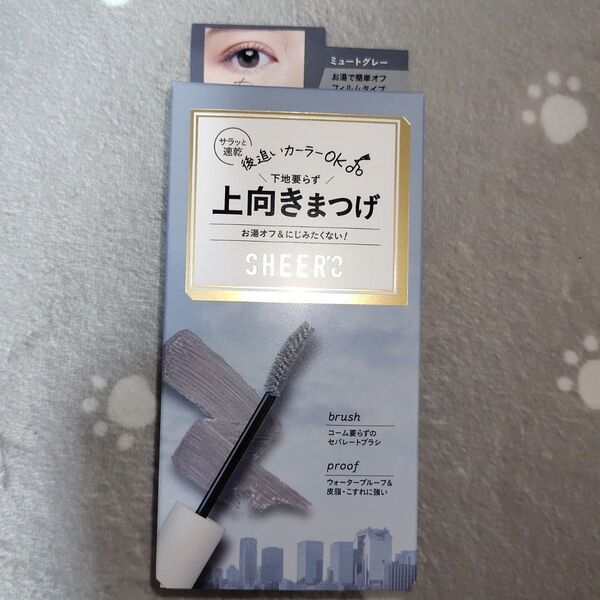 ミュートグレー
お湯で簡単オフ
フィルムタイプ
サラッと
速乾
後追いカーラーOK
下地要らず
上向きまつげ
お湯オフ&にじみたくない!
SHEER'S
brush
コーム要らずの
セパレートブラシ
proof
ウォータープルーフ&
皮脂・こすれに強い